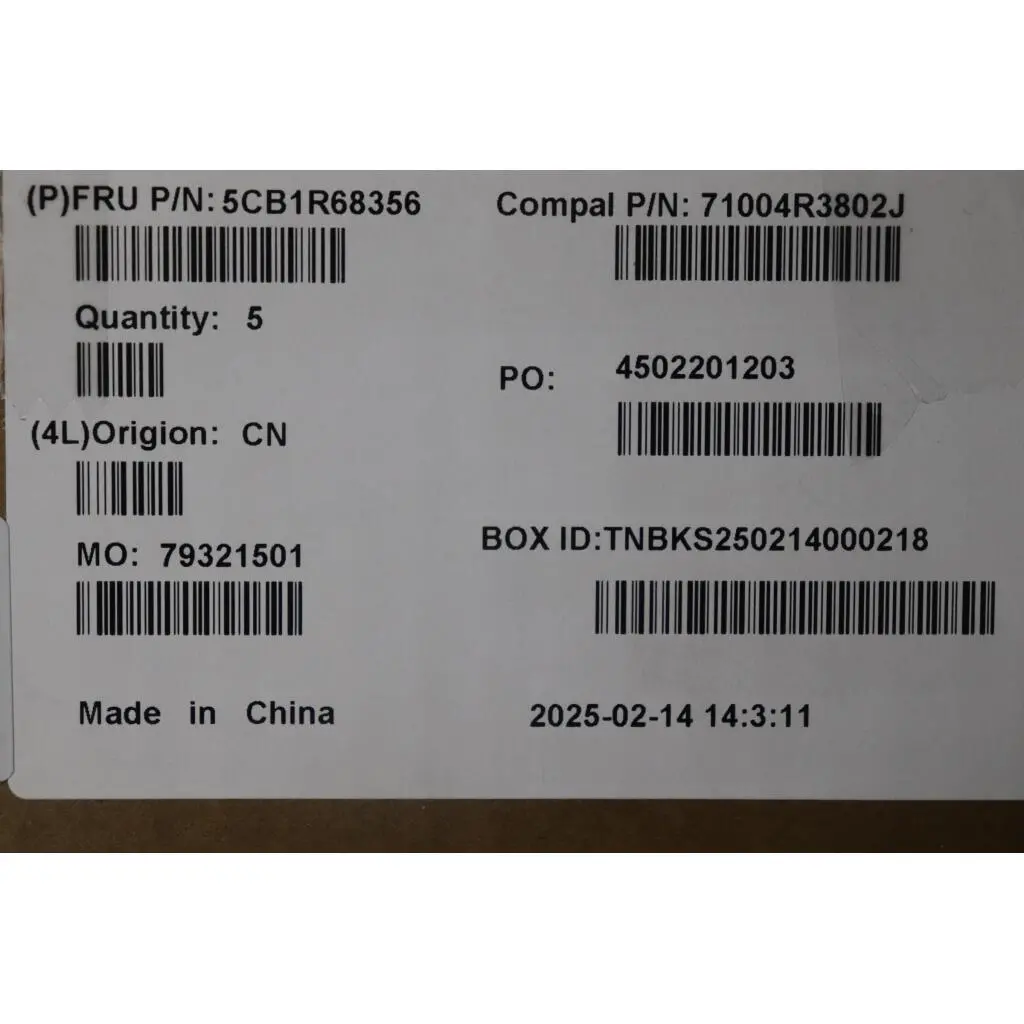 (P)FRU P/N: 5CB1R68356
Compal P/N: 71004R3802J
Quantity: 5
PO: 4502201203
(4L)Origion: CN
BOX ID:TNBKS250214000218
MO: 79321501
Made in China
2025-02-14 14:3:11